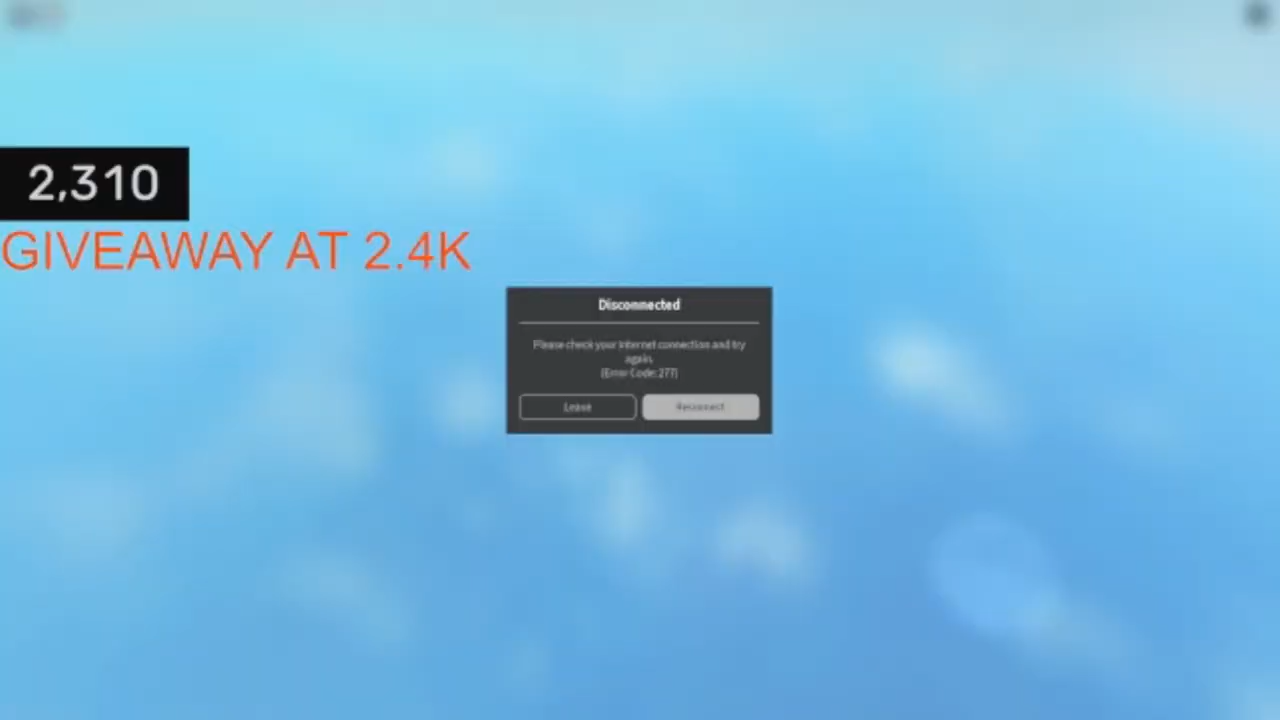 2,310
GIVEAWAY AT 2.4K
Disconnected
Please check your internet connection and try
again.
(Error Code: 277)
Leave
Reconnect